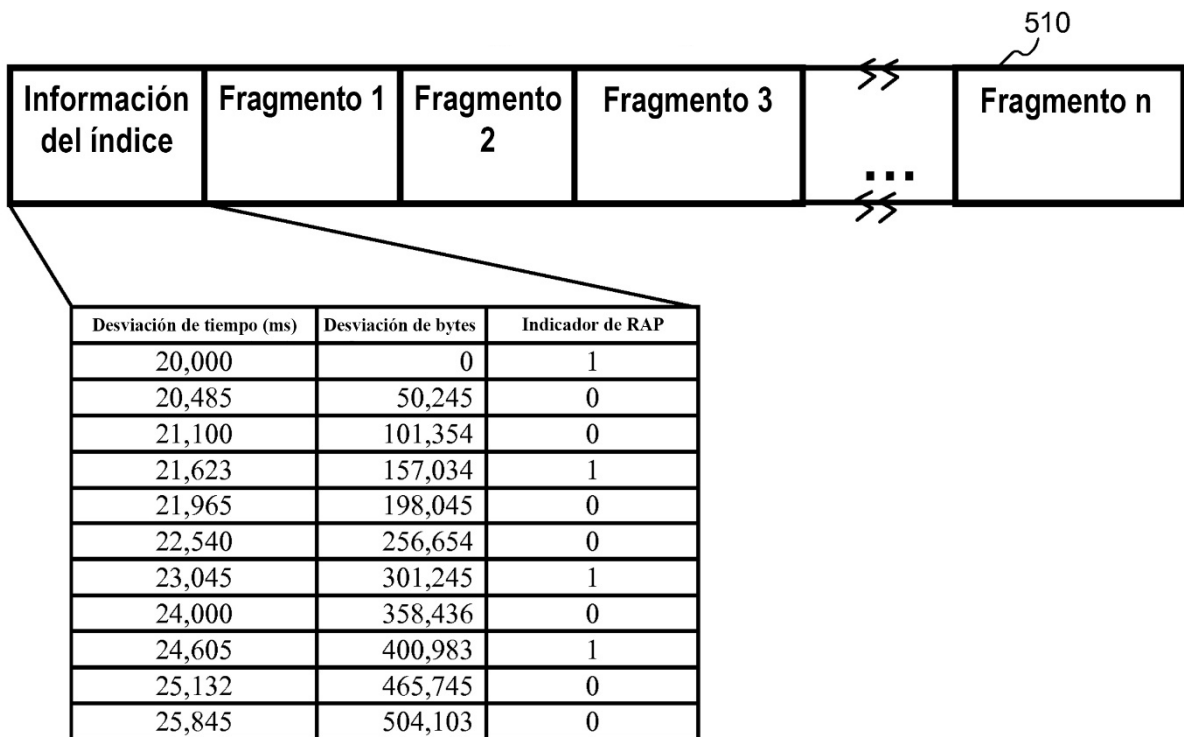 510
Información del índice
Fragmento 1
Fragmento 2
Fragmento 3
...
Fragmento n
Desviación de tiempo (ms) Desviación de bytes Indicador de RAP
20,000 0 1
20,485 50,245 0
21,100 101,354 0
21,623 157,034 1
21,965 198,045 0
22,540 256,654 0
23,045 301,245 1
24,000 358,436 0
24,605 400,983 1
25,132 465,745 0
25,845 504,103 0